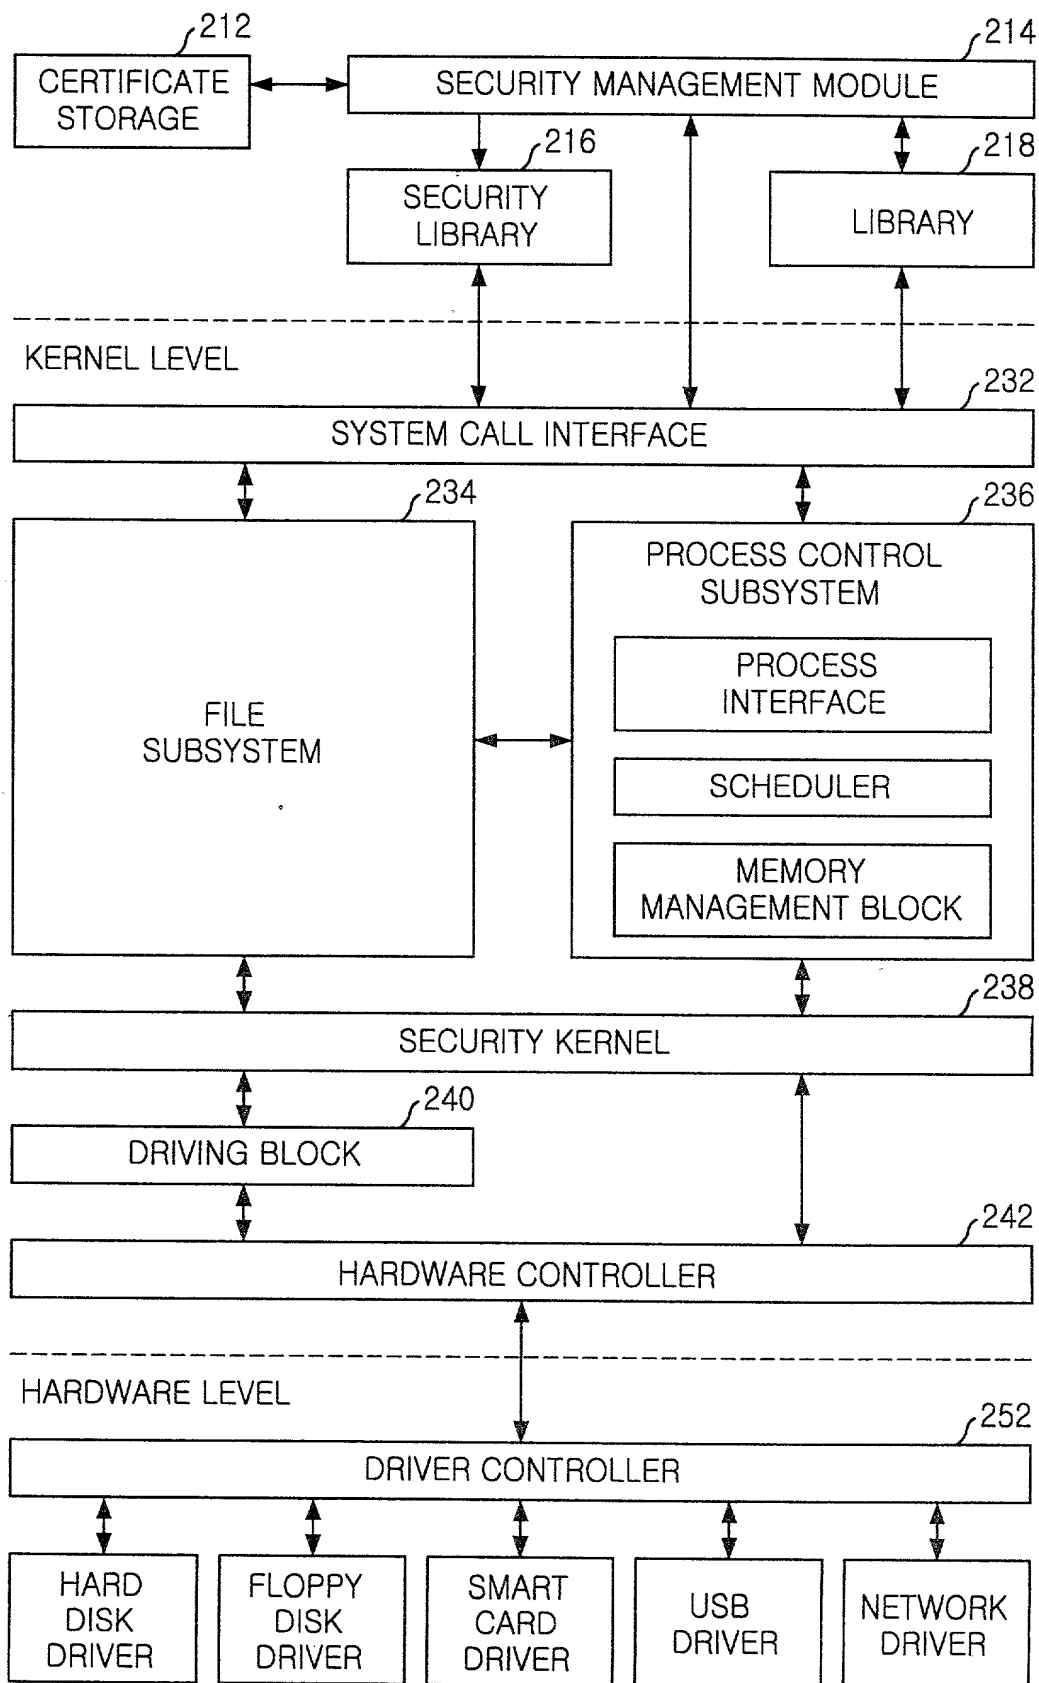 212
214
CERTIFICATE
STORAGE
SECURITY MANAGEMENT MODULE
216
218
SECURITY
LIBRARY
LIBRARY
KERNEL LEVEL
232
SYSTEM CALL INTERFACE
234
236
FILE
SUBSYSTEM
PROCESS CONTROL
SUBSYSTEM
PROCESS
INTERFACE
SCHEDULER
MEMORY
MANAGEMENT BLOCK
238
SECURITY KERNEL
240
DRIVING BLOCK
242
HARDWARE CONTROLLER
HARDWARE LEVEL
252
DRIVER CONTROLLER
HARD
DISK
DRIVER
FLOPPY
DISK
DRIVER
SMART
CARD
DRIVER
USB
DRIVER
NETWORK
DRIVER